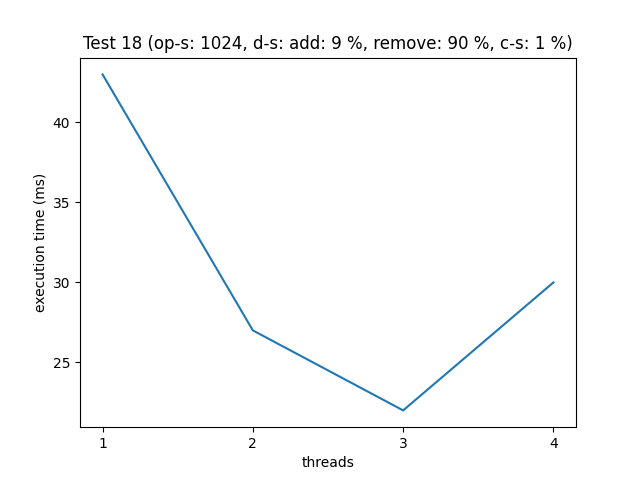 Test 18 (op-s: 1024, d-s: add: 9 %, remove: 90 %, c-s: 1 %)
execution time (ms)
40
35
30
25
1 2 3 4
threads